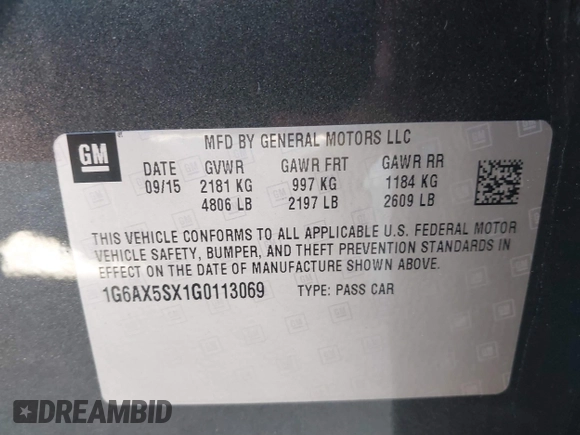 GM
MFD BY GENERAL MOTORS LLC
DATE GVWR GAWR FRT GAWR RR
09/15 2181 KG 997 KG 1184 KG
4806 LB 2197 LB 2609 LB
THIS VEHICLE CONFORMS TO ALL APPLICABLE U.S. FEDERAL MOTOR
VEHICLE SAFETY, BUMPER, AND THEFT PREVENTION STANDARDS IN
EFFECT ON THE DATE OF MANUFACTURE SHOWN ABOVE.
1G6AX5SX1G0113069 TYPE: PASS CAR
DREAMBID